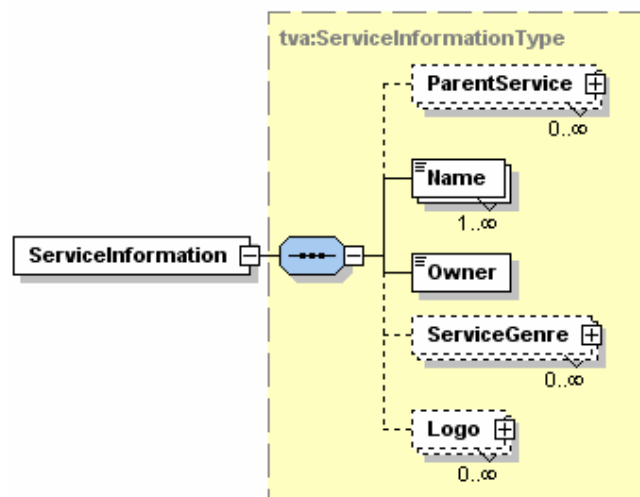 tva:ServiceInformationType
ParentService
0..∞
Name
1..∞
ServiceInformation
Owner
ServiceGenre
0..∞
Logo
0..∞